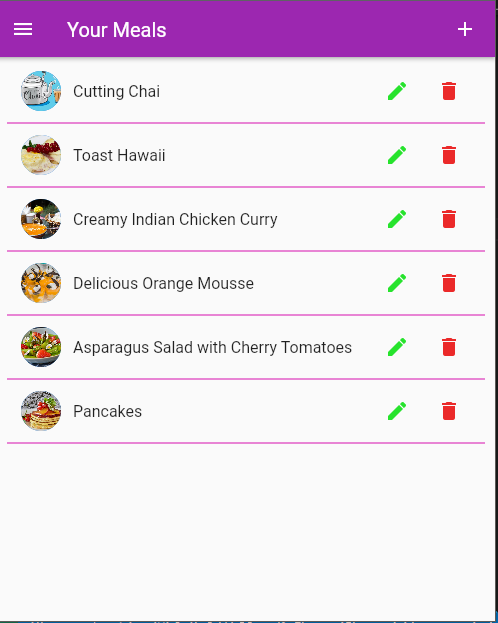 Your Meals
Cutting Chai
Toast Hawaii
Creamy Indian Chicken Curry
Delicious Orange Mousse
Asparagus Salad with Cherry Tomatoes
Pancakes